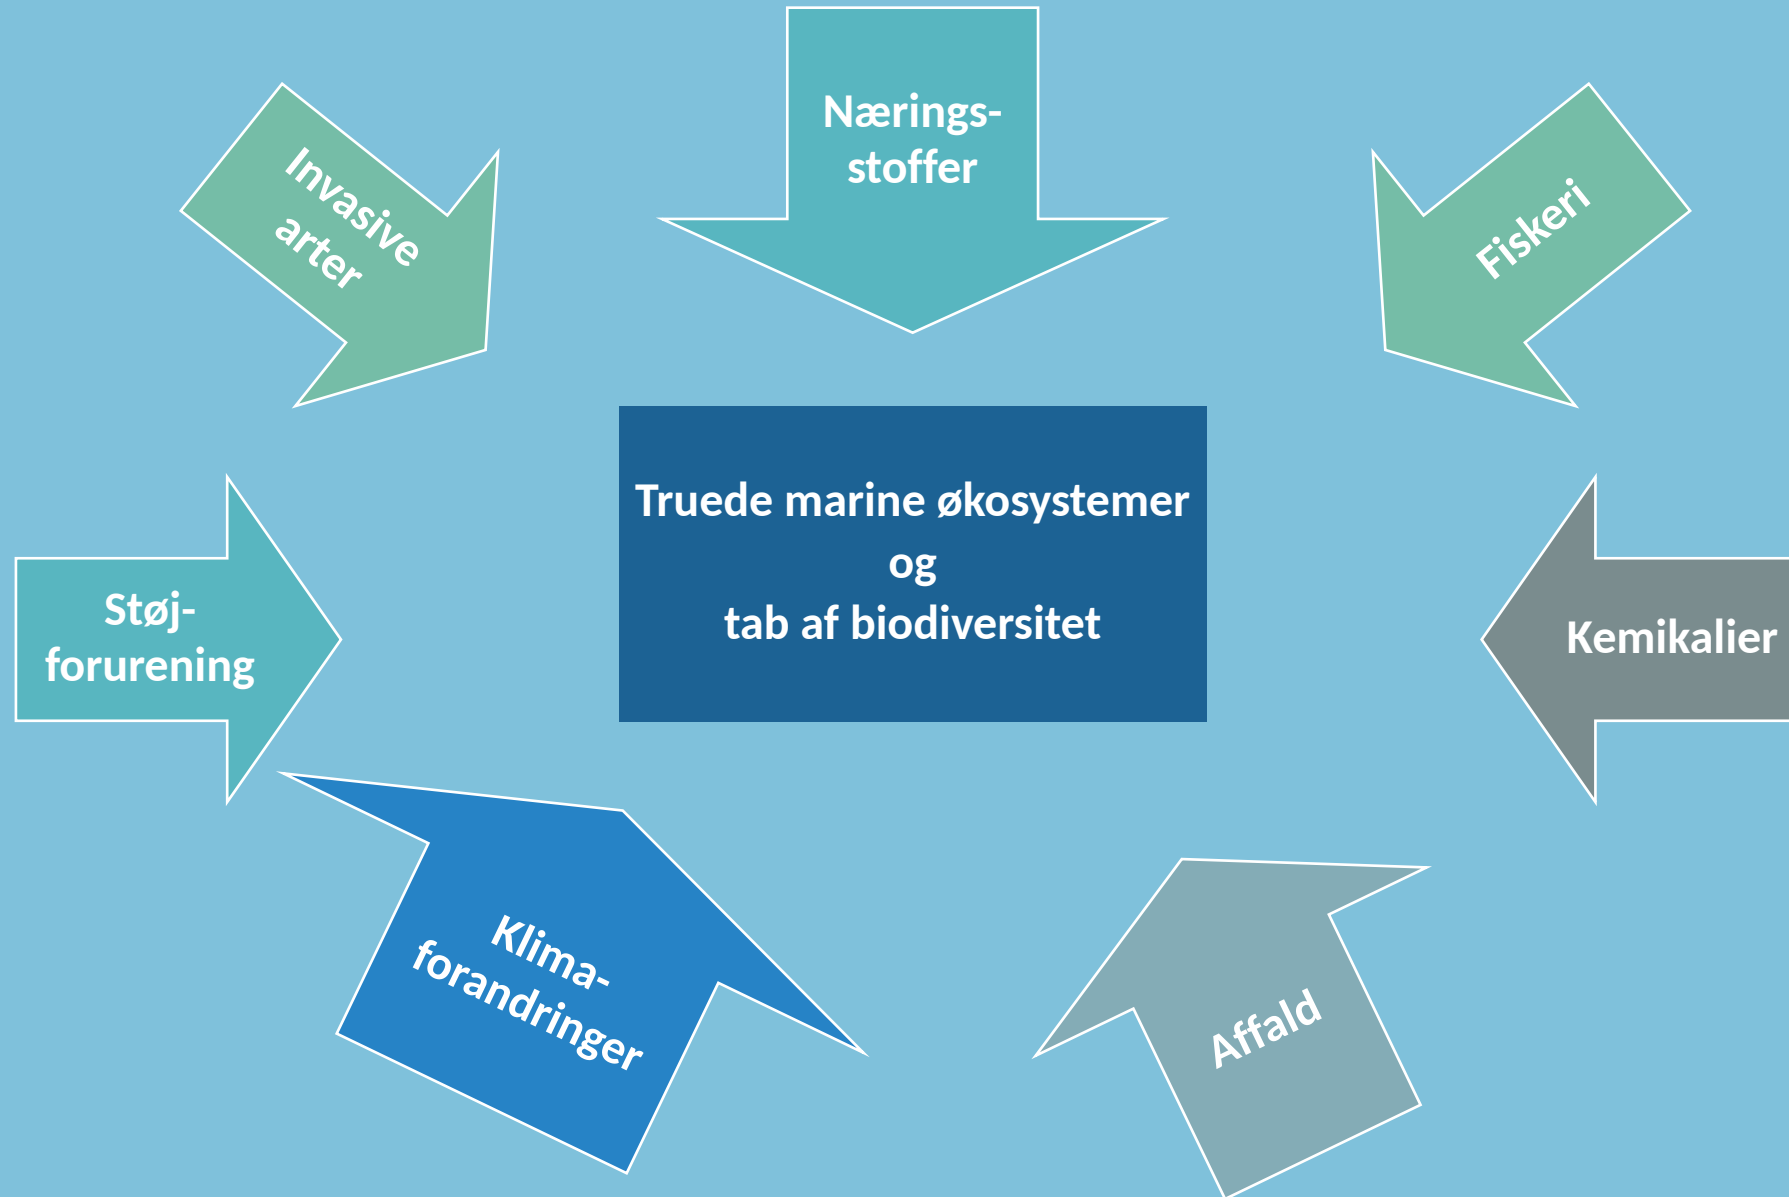 Nærings-
stoffer
Invasive
arter
Fiskeri
Truede marine økosystemer
og
tab af biodiversitet
Støj-
forurening
Kemikalier
Klima-
forandringer
Affald